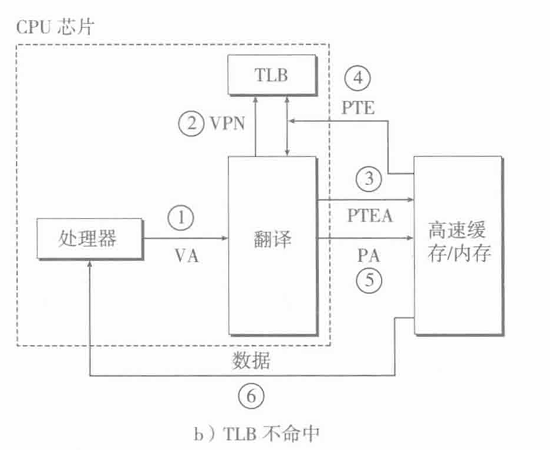 CPU 芯片
TLB
④
PTE
② VPN
③
PTEA
①
处理器
VA
翻译
PA
⑤
高速缓
存/内存
数据
⑥
b）TLB 不命中